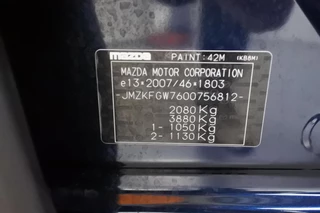 mazda PAINT:42M (KB8M)
MAZDA MOTOR CORPORATION
e13*2007/46*1803
-JMZKFGW7600756812-
2080Kg
3880Kg
1- 1050Kg
2- 1130Kg